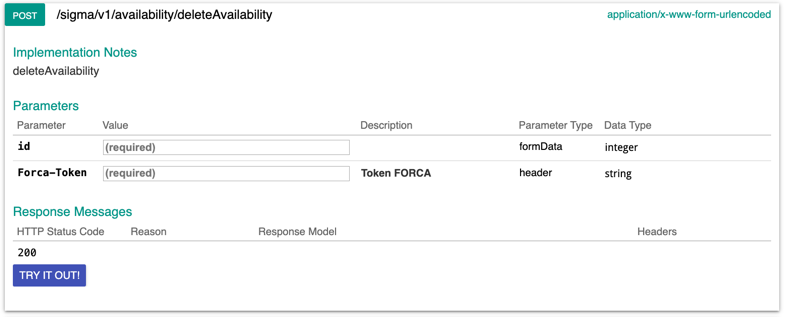 POST /sigma/v1/availability/deleteAvailability application/x-www-form-urlencoded
Implementation Notes
deleteAvailability
Parameters
Parameter Value Description Parameter Type Data Type
id (required) formData integer
Forca-Token (required) Token FORCA header string
Response Messages
HTTP Status Code Reason Response Model Headers
200
TRY IT OUT!